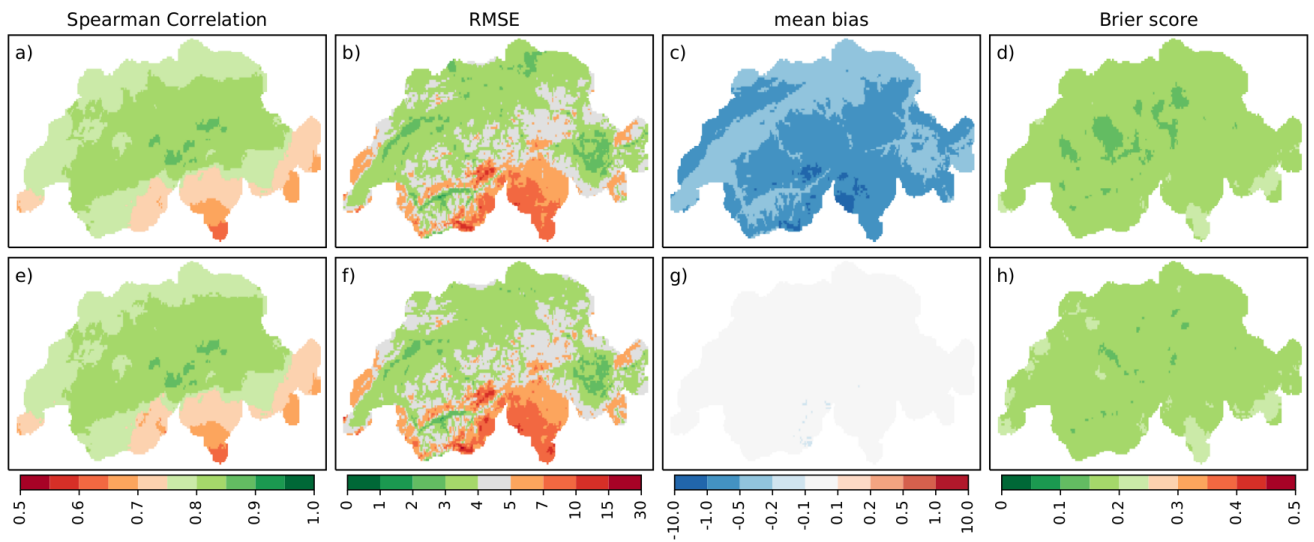 Spearman Correlation RMSE mean bias Brier score
a) b) c) d)
e) f) g) h)
0.5 0.6 0.7 0.8 0.9 1.0 0 1 2 3 4 5 7 10 15 30 -10.0 -1.0 -0.5 -0.2 -0.1 0.1 0.2 0.5 1.0 10.0 0 0.1 0.2 0.3 0.4 0.5